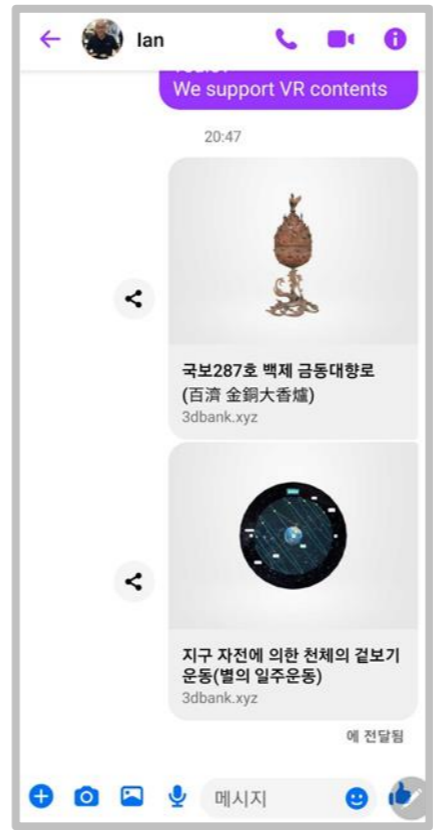 Ian
We support VR contents
20:47
국보287호 백제 금동대향로
(百濟 金銅大香爐)
3dbank.xyz
지구 자전에 의한 천체의 겉보기
운동(별의 일주운동)
3dbank.xyz
에 전달됨
메시지